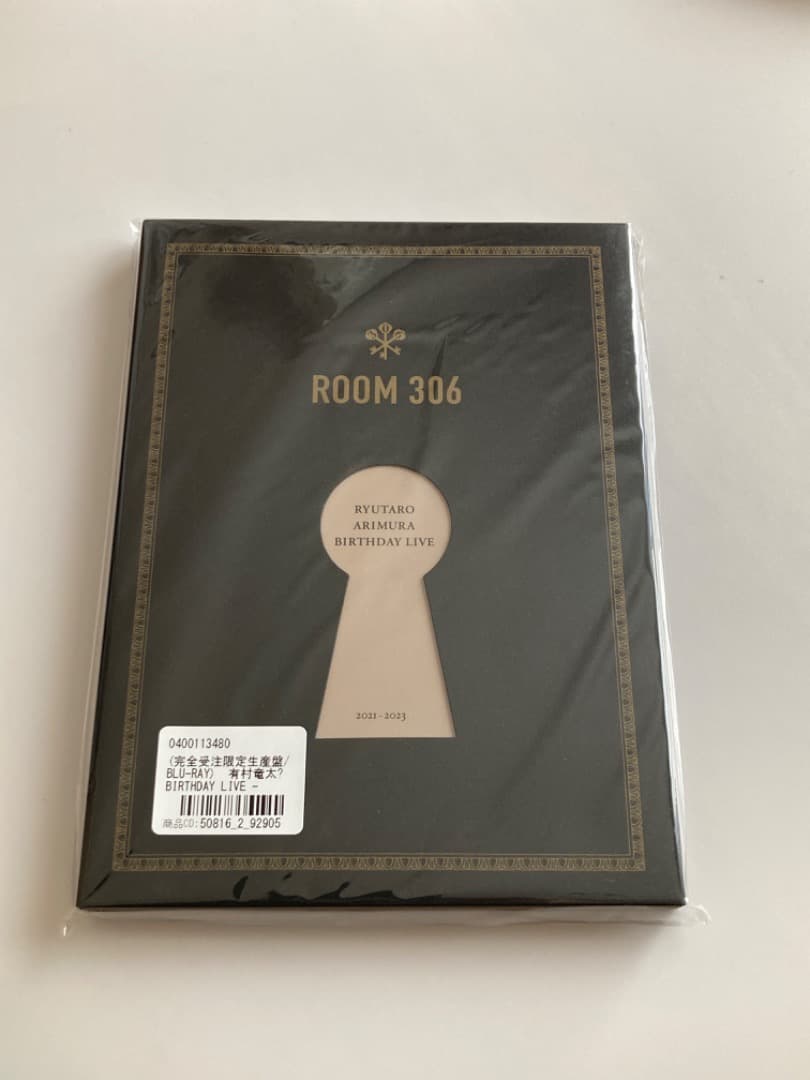 ROOM 306
RYUTARO
ARIMURA
BIRTHDAY LIVE
2021-2023
0400113480
(完全受注限定生産盤/
BLU-RAY) 有村竜太?
BIRTHDAY LIVE -
商品CD:50816_2_92905